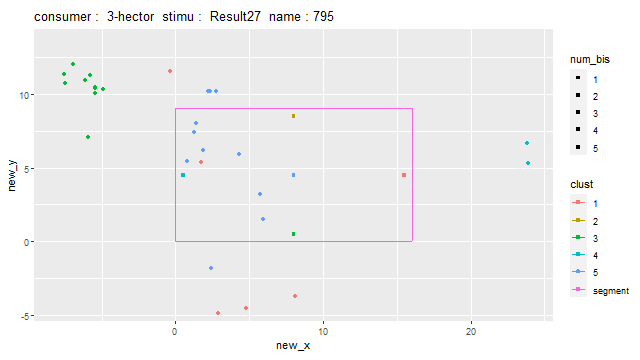 consumer :  3-hector  stimu :  Result27  name : 795
new_y
10
5
0
-5
0
10
20
new_x
num_bis
1
2
3
4
5
clust
1
2
3
4
5
segment